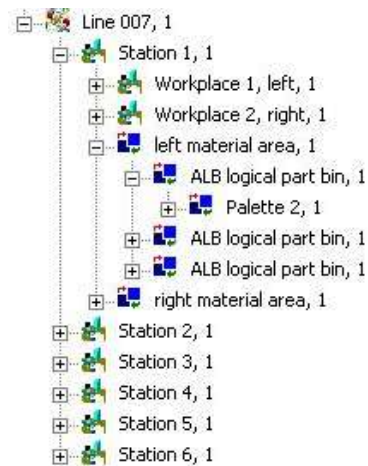 Line 007, 1
Station 1, 1
Workplace 1, left, 1
Workplace 2, right, 1
left material area, 1
ALB logical part bin, 1
Palette 2, 1
ALB logical part bin, 1
ALB logical part bin, 1
right material area, 1
Station 2, 1
Station 3, 1
Station 4, 1
Station 5, 1
Station 6, 1